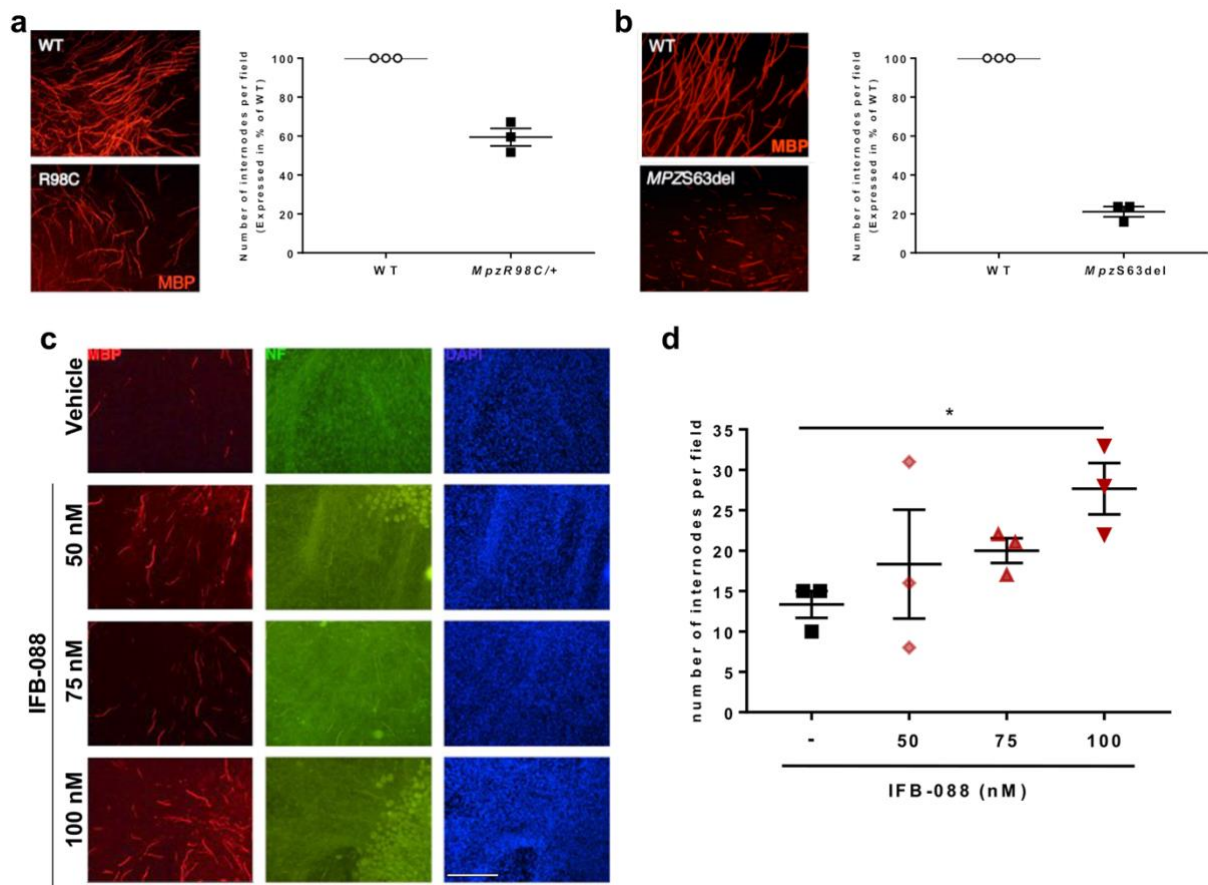 a
WT
R98C
MBP
Number of internodes per field
(Expressed in % of WT)
100
80
60
40
20
0
WT
MpzR98C/+
b
WT
MBP
MPZS63del
Number of internodes per field
(Expressed in % of WT)
100
80
60
40
20
0
WT
MpzS63del
c
MBP
NF
DAPI
Vehicle
IFB-088
50 nM
75 nM
100 nM
d
number of internodes per field
35
30
25
20
15
10
5
0
*
-
50
75
100
IFB-088 (nM)